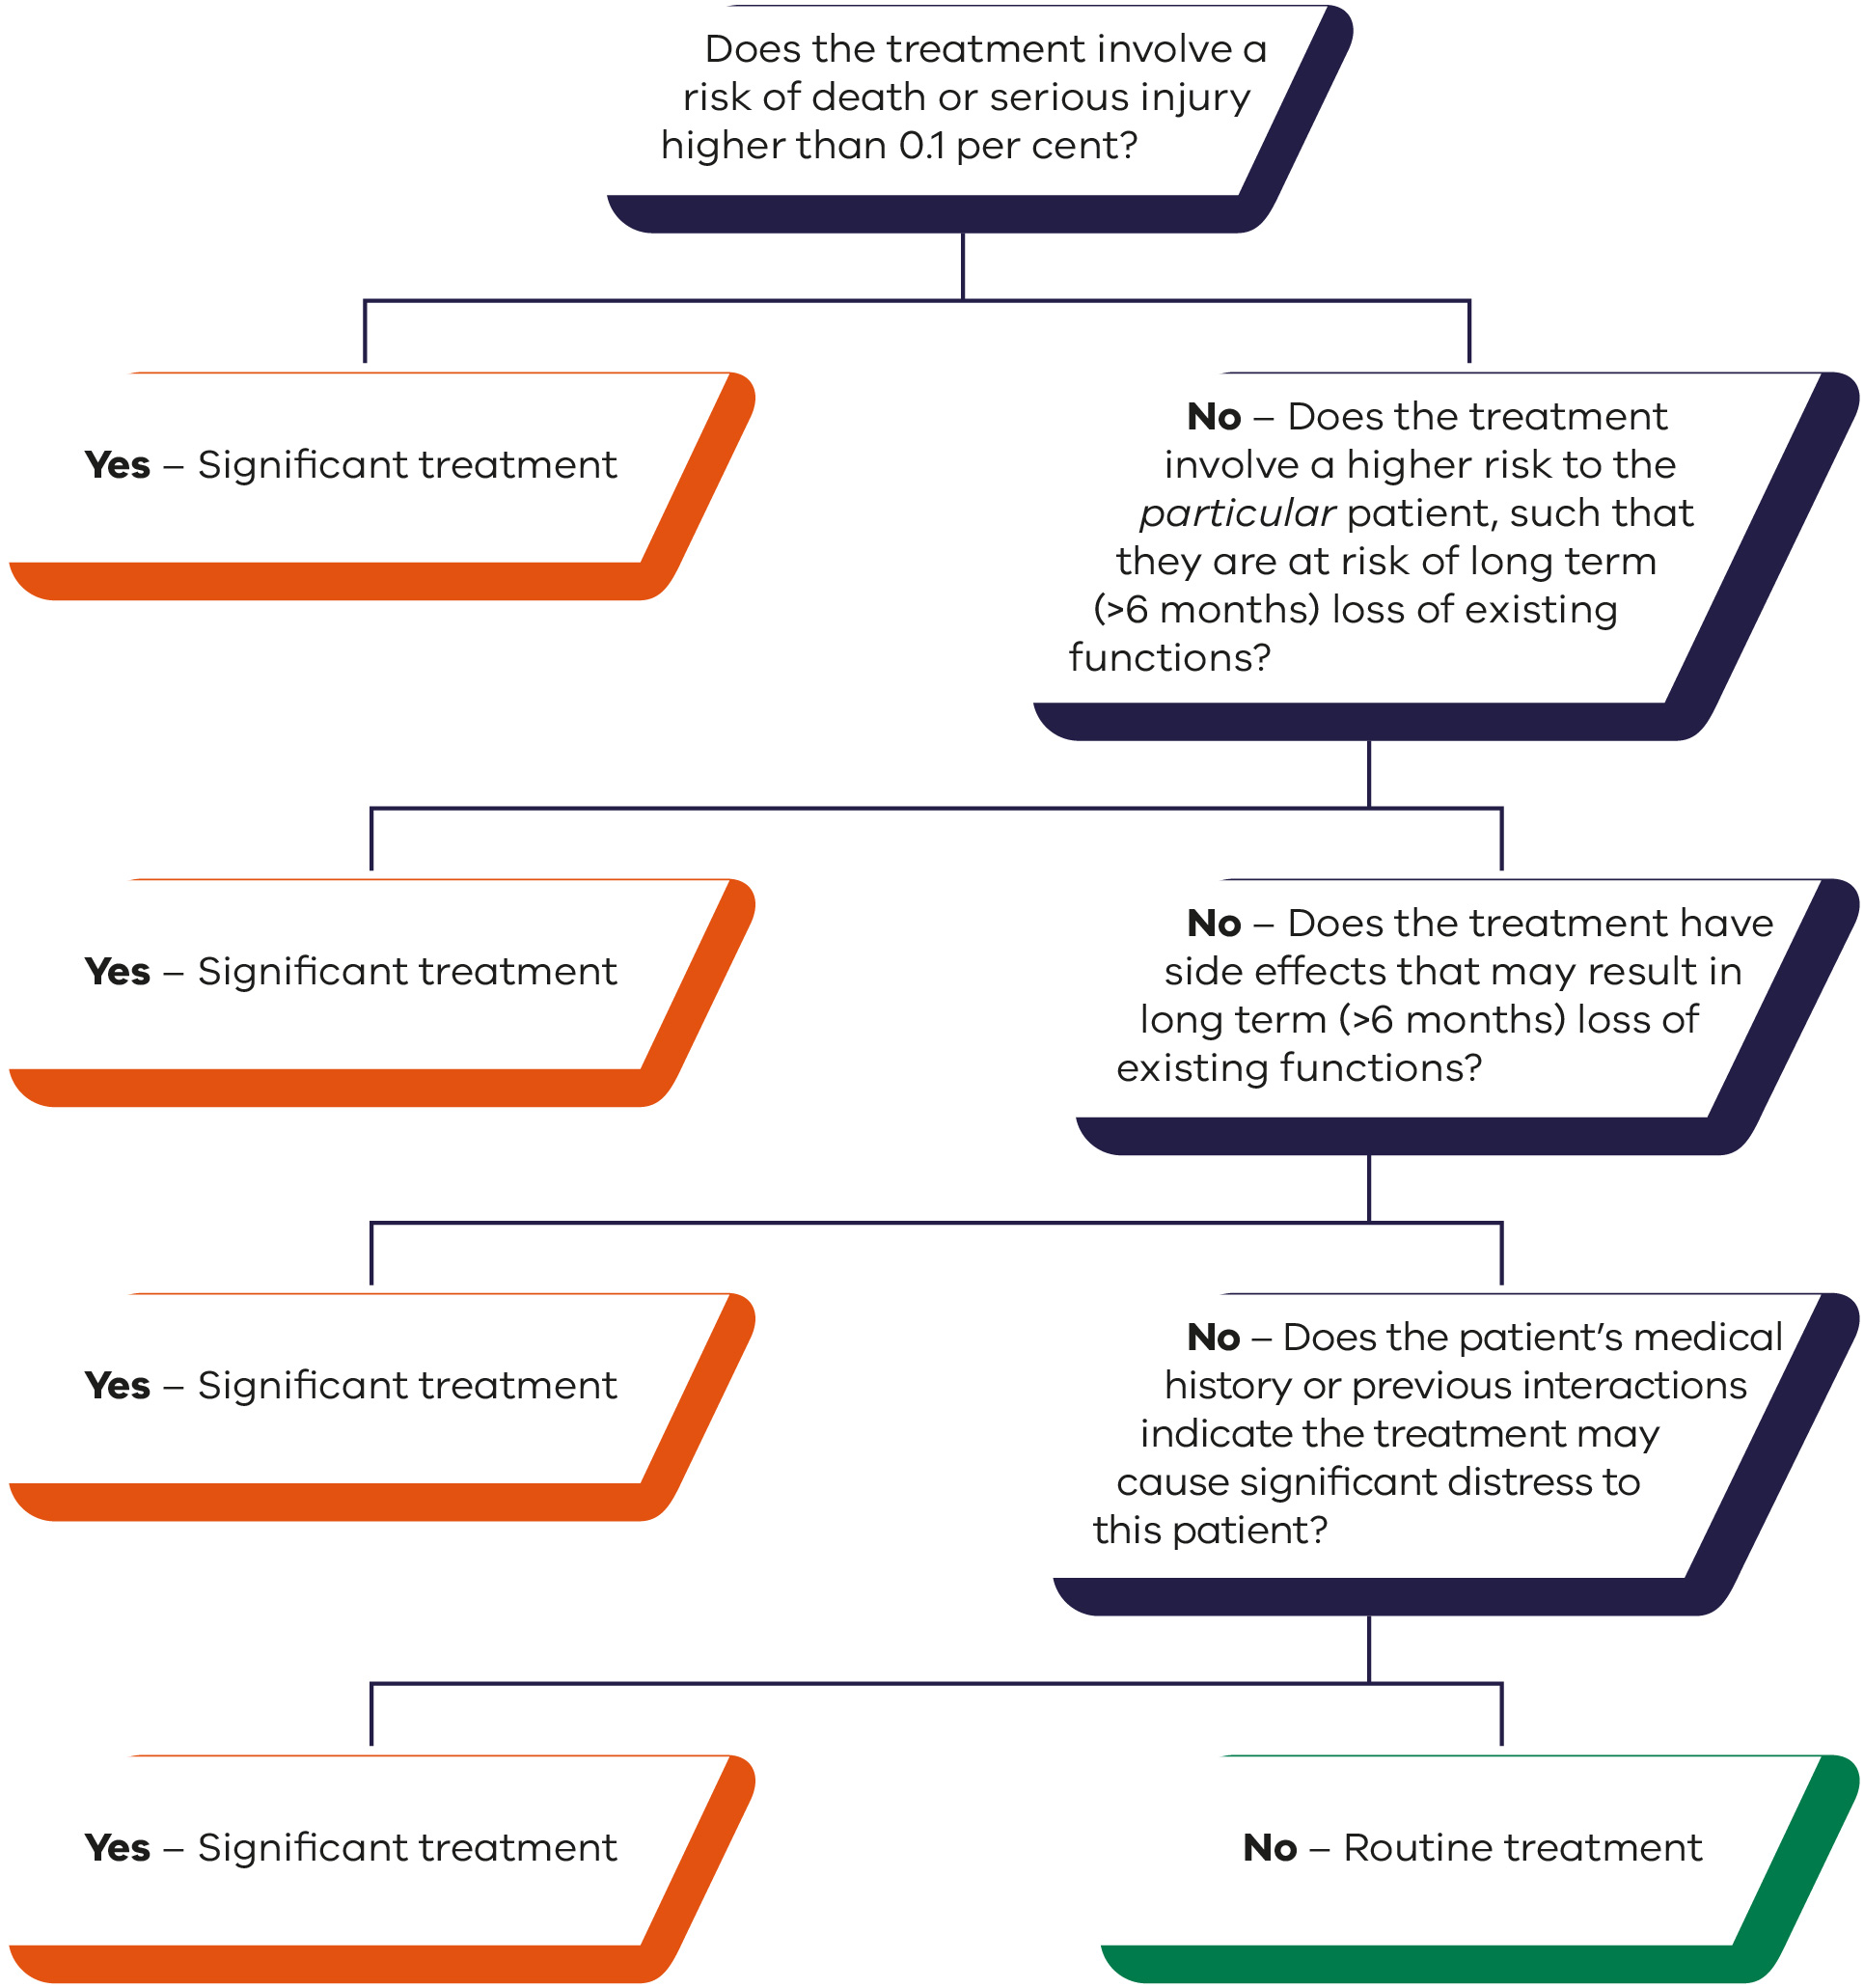 Does the treatment involve a
risk of death or serious injury
higher than 0.1 per cent?
Yes – Significant treatment
No – Does the treatment
involve a higher risk to the
particular patient, such that
they are at risk of long term
(>6 months) loss of existing
functions?
Yes – Significant treatment
No – Does the treatment have
side effects that may result in
long term (>6 months) loss of
existing functions?
Yes – Significant treatment
No – Does the patient’s medical
history or previous interactions
indicate the treatment may
cause significant distress to
this patient?
Yes – Significant treatment
No – Routine treatment